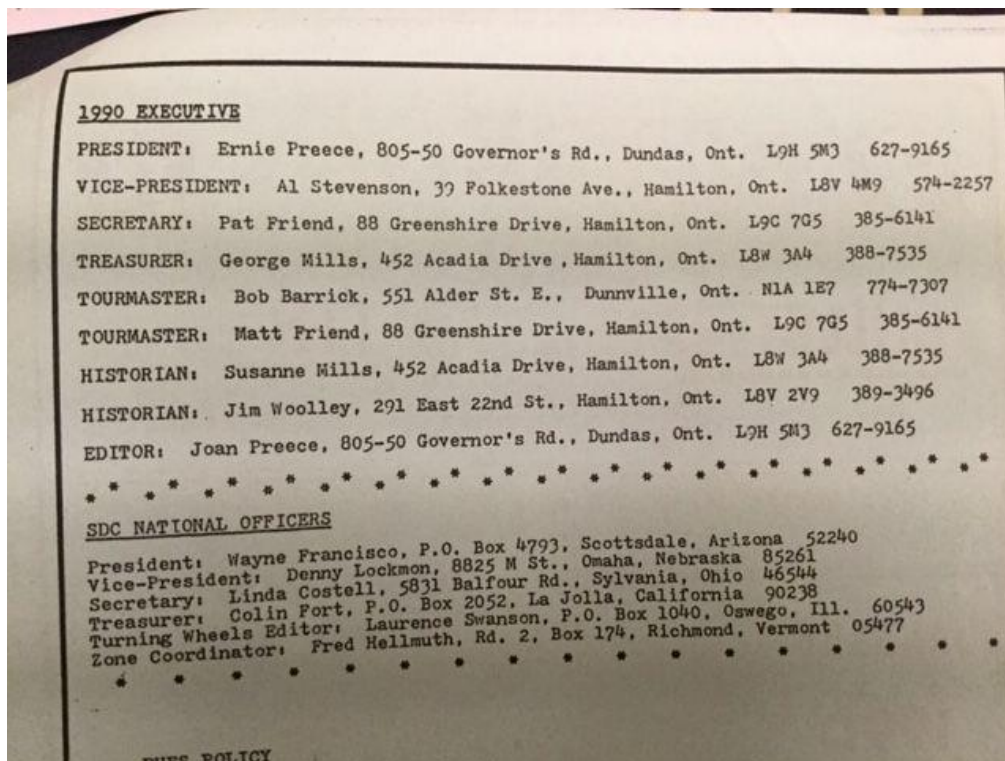 1990 EXECUTIVE
PRESIDENT: Ernie Preece, 805-50 Governor's Rd., Dundas, Ont. L9H 5M3 627-9165
VICE-PRESIDENT: Al Stevenson, 39 Folkestone Ave., Hamilton, Ont. L8V 4M9 574-2257
SECRETARY: Pat Friend, 88 Greenshire Drive, Hamilton, Ont. L9C 7G5 385-6141
TREASURER: George Mills, 452 Acadia Drive, Hamilton, Ont. L8W 3A4 388-7535
TOURMASTER: Bob Barrick, 551 Alder St. E., Dunnville, Ont. N1A 1E7 774-7307
TOURMASTER: Matt Friend, 88 Greenshire Drive, Hamilton, Ont. L9C 7G5 385-6141
HISTORIAN: Susanne Mills, 452 Acadia Drive, Hamilton, Ont. L8W 3A4 388-7535
HISTORIAN: Jim Woolley, 291 East 22nd St., Hamilton, Ont. L8V 2V9 389-3496
EDITOR: Joan Preece, 805-50 Governor's Rd., Dundas, Ont. L9H 5M3 627-9165
SDC NATIONAL OFFICERS
President: Wayne Francisco, P.O. Box 4793, Scottsdale, Arizona 52240
Vice-President: Denny Lockmon, 8825 M St., Omaha, Nebraska 85261
Secretary: Linda Costell, 5831 Balfour Rd., Sylvania, Ohio 46544
Treasurer: Colin Fort, P.O. Box 2052, La Jolla, California 90238
Turning Wheels Editor: Laurence Swanson, P.O. Box 1040, Oswego, Ill. 60543
Zone Coordinator: Fred Hellmuth, Rd. 2, Box 174, Richmond, Vermont 05477
DUES POLICY